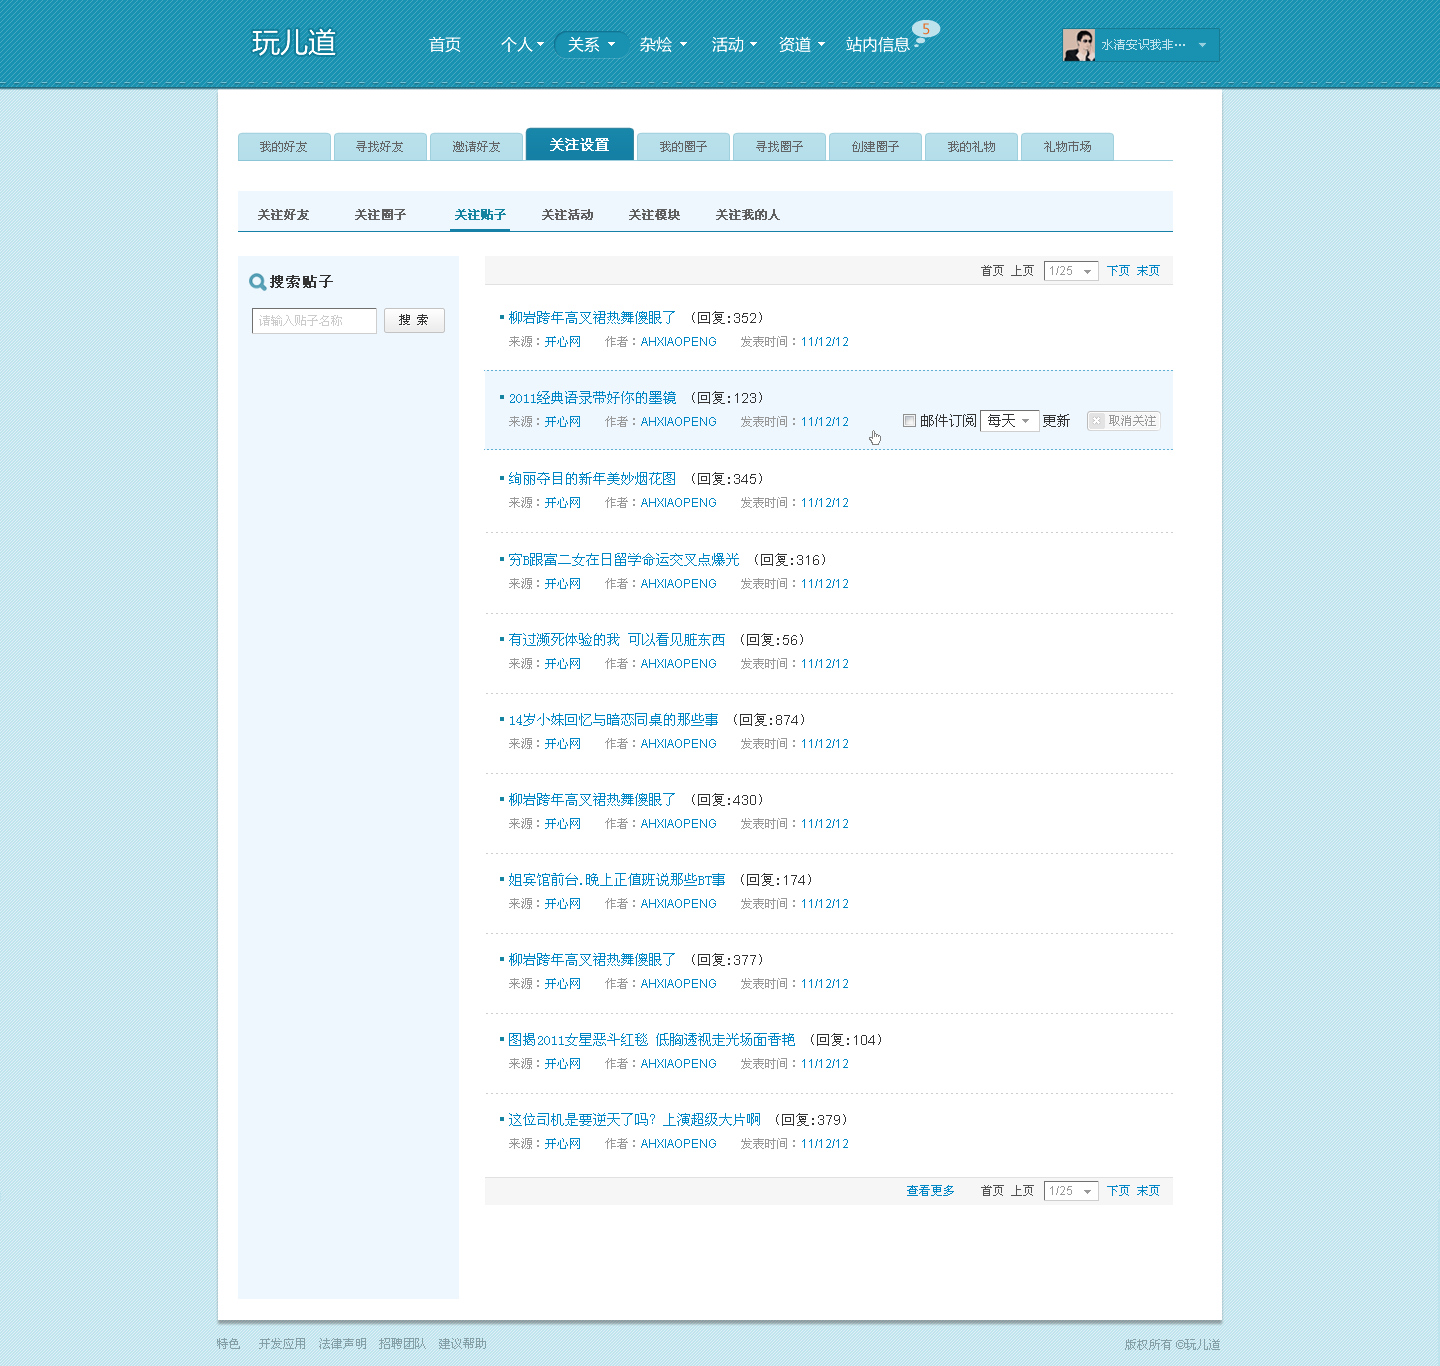 玩儿道 首页 个人 关系 杂烩 活动 资道 站内信息 5 水清安识我非…
我的好友 寻找好友 邀请好友 关注设置 我的圈子 寻找圈子 创建圈子 我的礼物 礼物市场
关注好友 关注圈子 关注贴子 关注活动 关注模块 关注我的人
搜索贴子
请输入贴子名称 搜 索
首页 上页 1/25 下页 末页
柳岩跨年高叉裙热舞傻眼了 （回复:352）
来源：开心网 作者：AHXIAOPENG 发表时间：11/12/12
2011经典语录带好你的墨镜 （回复:123）
来源：开心网 作者：AHXIAOPENG 发表时间：11/12/12 邮件订阅 每天 更新 取消关注
绚丽夺目的新年美妙烟花图 （回复:345）
来源：开心网 作者：AHXIAOPENG 发表时间：11/12/12
穷B跟富二女在日留学命运交叉点爆光 （回复:316）
来源：开心网 作者：AHXIAOPENG 发表时间：11/12/12
有过濒死体验的我 可以看见脏东西 （回复:56）
来源：开心网 作者：AHXIAOPENG 发表时间：11/12/12
14岁小妹回忆与暗恋同桌的那些事 （回复:874）
来源：开心网 作者：AHXIAOPENG 发表时间：11/12/12
柳岩跨年高叉裙热舞傻眼了 （回复:430）
来源：开心网 作者：AHXIAOPENG 发表时间：11/12/12
姐宾馆前台.晚上正值班说那些BT事 （回复:174）
来源：开心网 作者：AHXIAOPENG 发表时间：11/12/12
柳岩跨年高叉裙热舞傻眼了 （回复:377）
来源：开心网 作者：AHXIAOPENG 发表时间：11/12/12
图揭2011女星恶斗红毯 低胸透视走光场面香艳 （回复:104）
来源：开心网 作者：AHXIAOPENG 发表时间：11/12/12
这位司机是要逆天了吗? 上演超级大片啊 （回复:379）
来源：开心网 作者：AHXIAOPENG 发表时间：11/12/12
查看更多 首页 上页 1/25 下页 末页
特色 开发应用 法律声明 招聘团队 建议帮助 版权所有 ©玩儿道